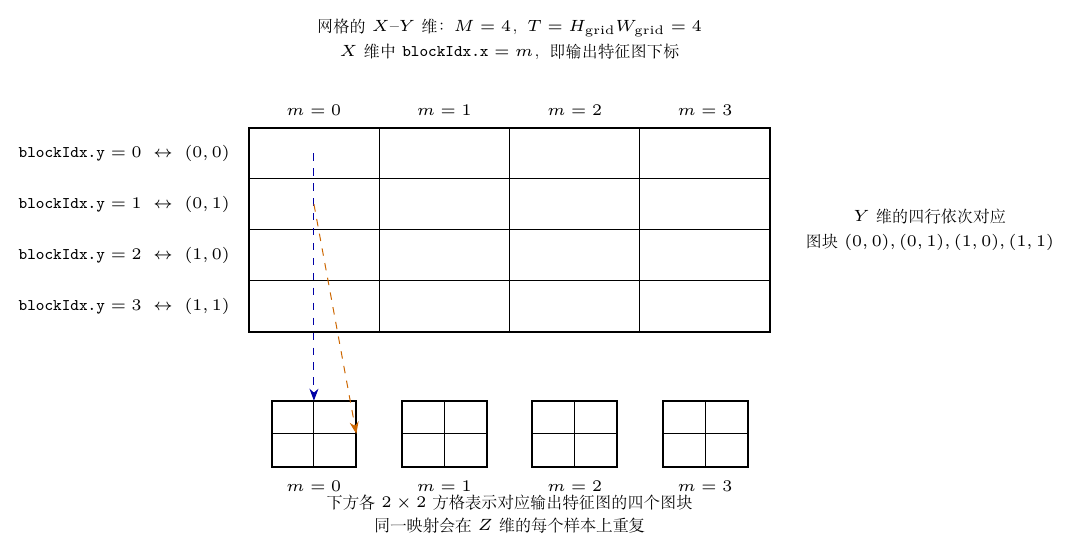 网格的 X–Y 维: M = 4, T = H_grid W_grid = 4
X 维中 blockIdx.x = m, 即输出特征图下标
m = 0 m = 1 m = 2 m = 3
blockIdx.y = 0 ↔ (0, 0)
blockIdx.y = 1 ↔ (0, 1)
blockIdx.y = 2 ↔ (1, 0)
blockIdx.y = 3 ↔ (1, 1)
Y 维的四行依次对应
图块 (0, 0), (0, 1), (1, 0), (1, 1)
m = 0 m = 1 m = 2 m = 3
下方各 2 × 2 方格表示对应输出特征图的四个图块
同一映射会在 Z 维的每个样本上重复